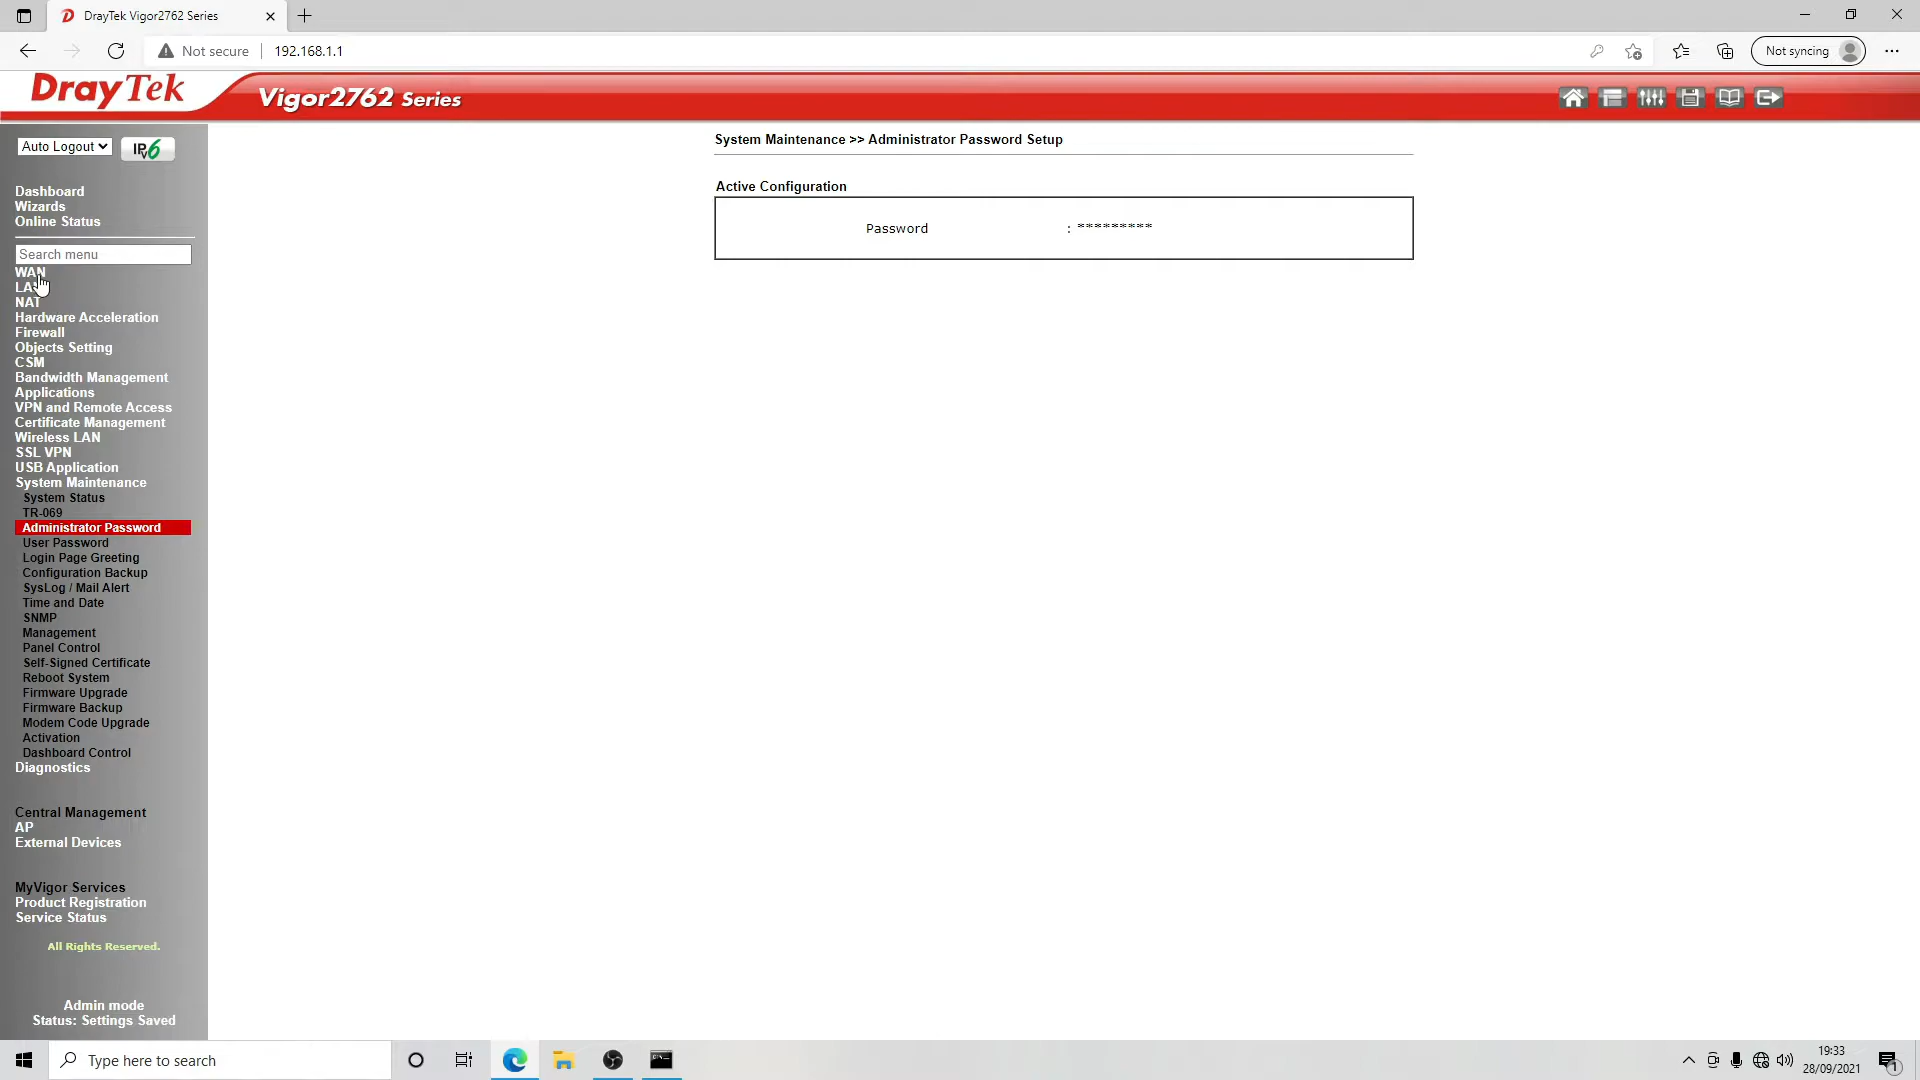 DrayTek Vigor2762 Series
Not secure
192.168.1.1
Not syncing
DrayTek
Vigor2762 Series
Auto Logout
IPv6
Dashboard
Wizards
Online Status
Search menu
WAN
LAN
NAT
Hardware Acceleration
Firewall
Objects Setting
CSM
Bandwidth Management
Applications
VPN and Remote Access
Certificate Management
Wireless LAN
SSL VPN
USB Application
System Maintenance
System Status
TR-069
Administrator Password
User Password
Login Page Greeting
Configuration Backup
SysLog / Mail Alert
Time and Date
SNMP
Management
Panel Control
Self-Signed Certificate
Reboot System
Firmware Upgrade
Firmware Backup
Modem Code Upgrade
Activation
Dashboard Control
Diagnostics
Central Management
AP
External Devices
MyVigor Services
Product Registration
Service Status
All Rights Reserved.
Admin mode
Status: Settings Saved
System Maintenance >> Administrator Password Setup
Active Configuration
Password : *********
Type here to search
19:33
28/09/2021
1